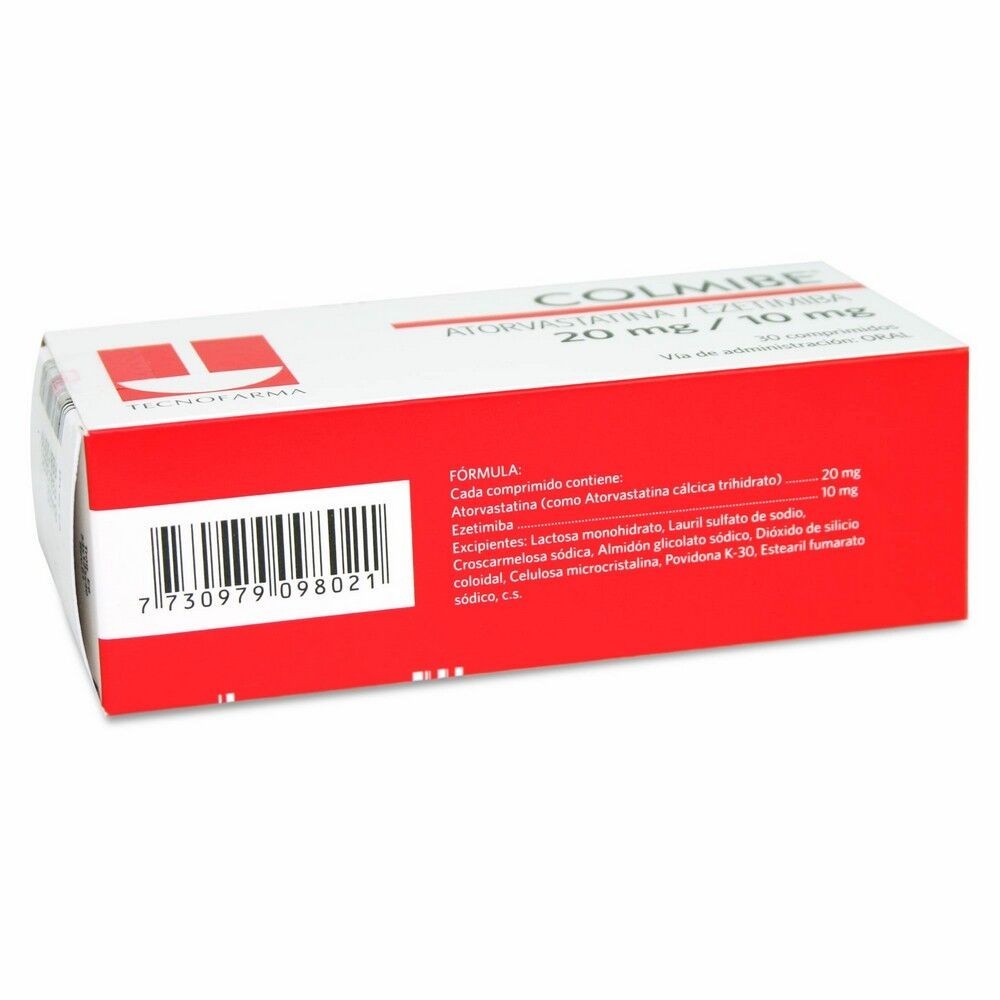 COLMIBE
ATORVASTATINA / EZETIMIBA
20 mg / 10 mg
30 comprimidos
Vía de administración: ORAL
TECNOFARMA
FÓRMULA:
Cada comprimido contiene:
Atorvastatina (como Atorvastatina cálcica trihidrato) .......... 20 mg
Ezetimiba .......... 10 mg
Excipientes: Lactosa monohidrato, Lauril sulfato de sodio,
Croscarmelosa sódica, Almidón glicolato sódico, Dióxido de silicio
coloidal, Celulosa microcristalina, Povidona K-30, Estearil fumarato
sódico, c.s.
7 730979 098021